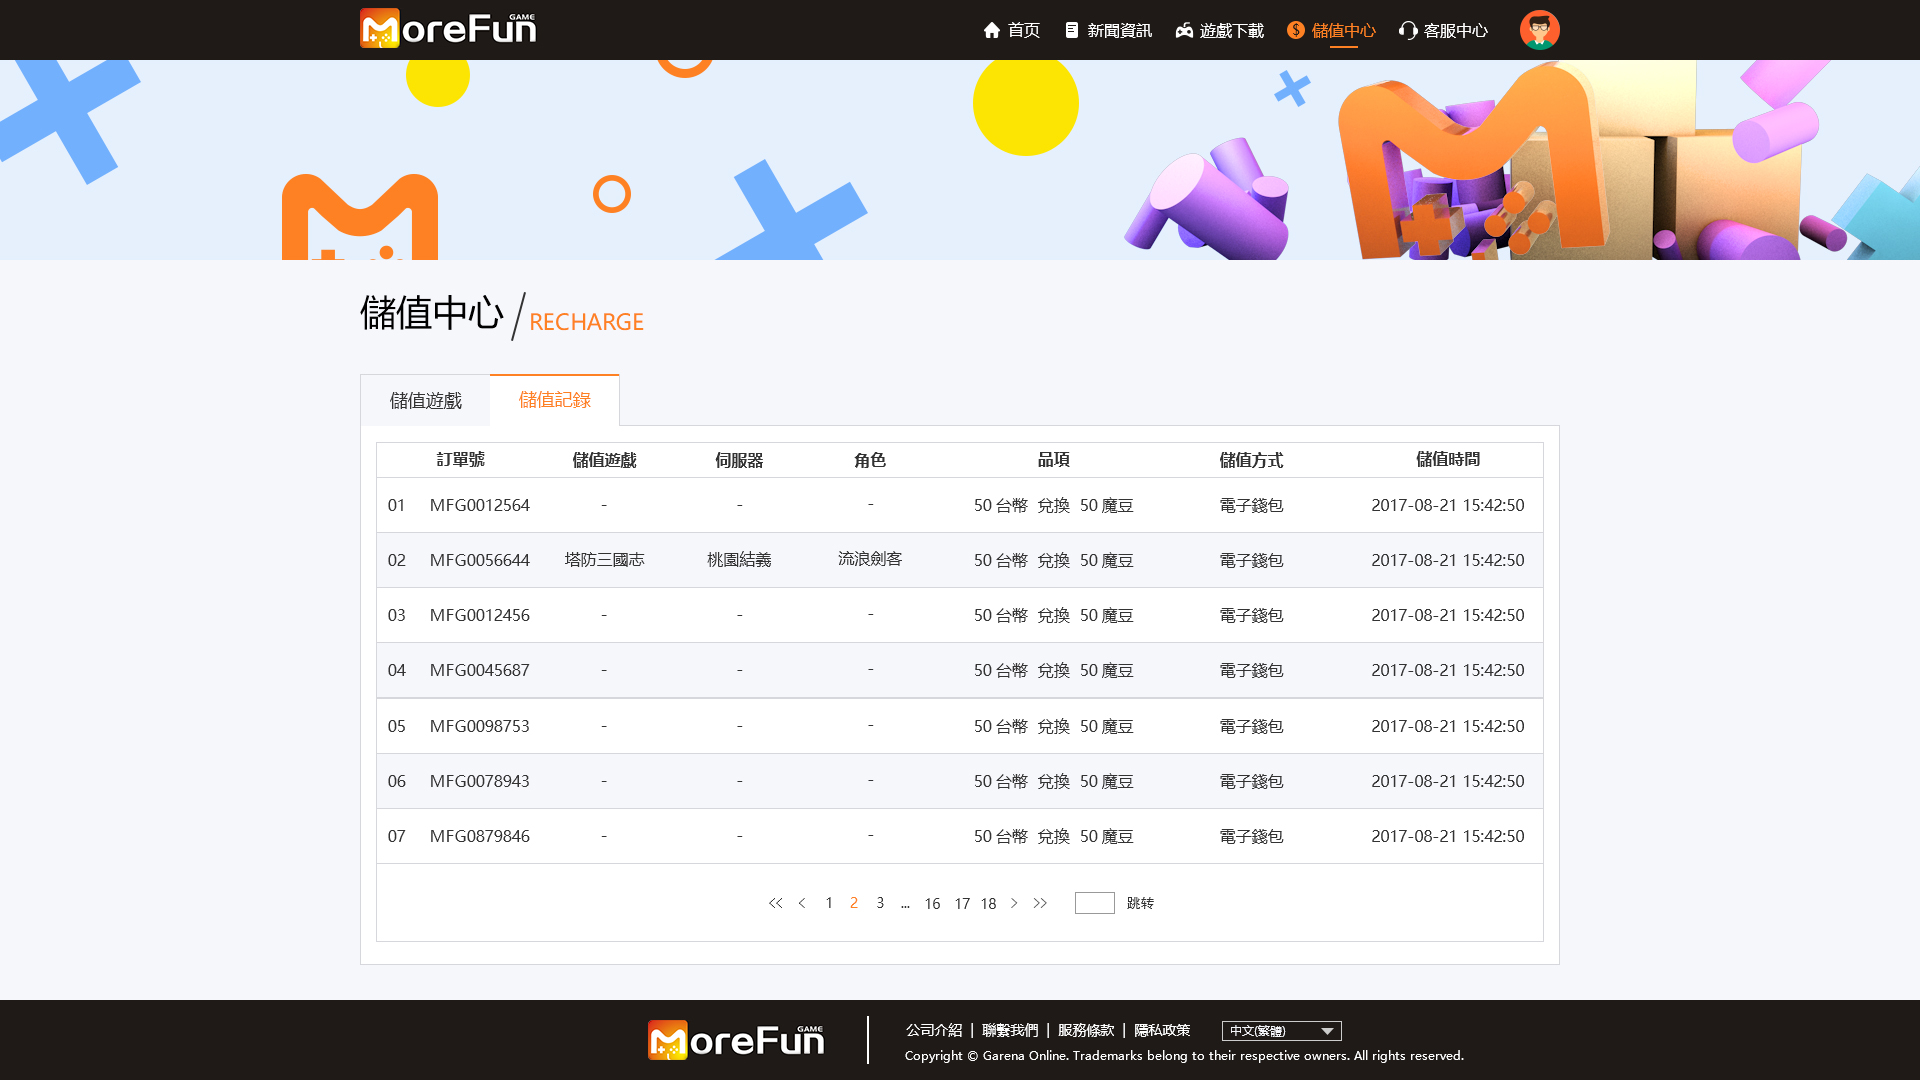 MoreFun GAME 首页 新聞資訊 遊戲下載 儲值中心 客服中心
儲值中心 / RECHARGE
儲值遊戲 儲值記錄
訂單號 儲值遊戲 伺服器 角色 品項 儲值方式 儲值時間
01 MFG0012564 - - - 50 台幣 兌換 50 魔豆 電子錢包 2017-08-21 15:42:50
02 MFG0056644 塔防三國志 桃園結義 流浪劍客 50 台幣 兌換 50 魔豆 電子錢包 2017-08-21 15:42:50
03 MFG0012456 - - - 50 台幣 兌換 50 魔豆 電子錢包 2017-08-21 15:42:50
04 MFG0045687 - - - 50 台幣 兌換 50 魔豆 電子錢包 2017-08-21 15:42:50
05 MFG0098753 - - - 50 台幣 兌換 50 魔豆 電子錢包 2017-08-21 15:42:50
06 MFG0078943 - - - 50 台幣 兌換 50 魔豆 電子錢包 2017-08-21 15:42:50
07 MFG0879846 - - - 50 台幣 兌換 50 魔豆 電子錢包 2017-08-21 15:42:50
<< < 1 2 3 ... 16 17 18 > >> 跳转
MoreFun GAME 公司介紹 | 聯繫我們 | 服務條款 | 隱私政策 中文(繁體)
Copyright © Garena Online. Trademarks belong to their respective owners. All rights reserved.